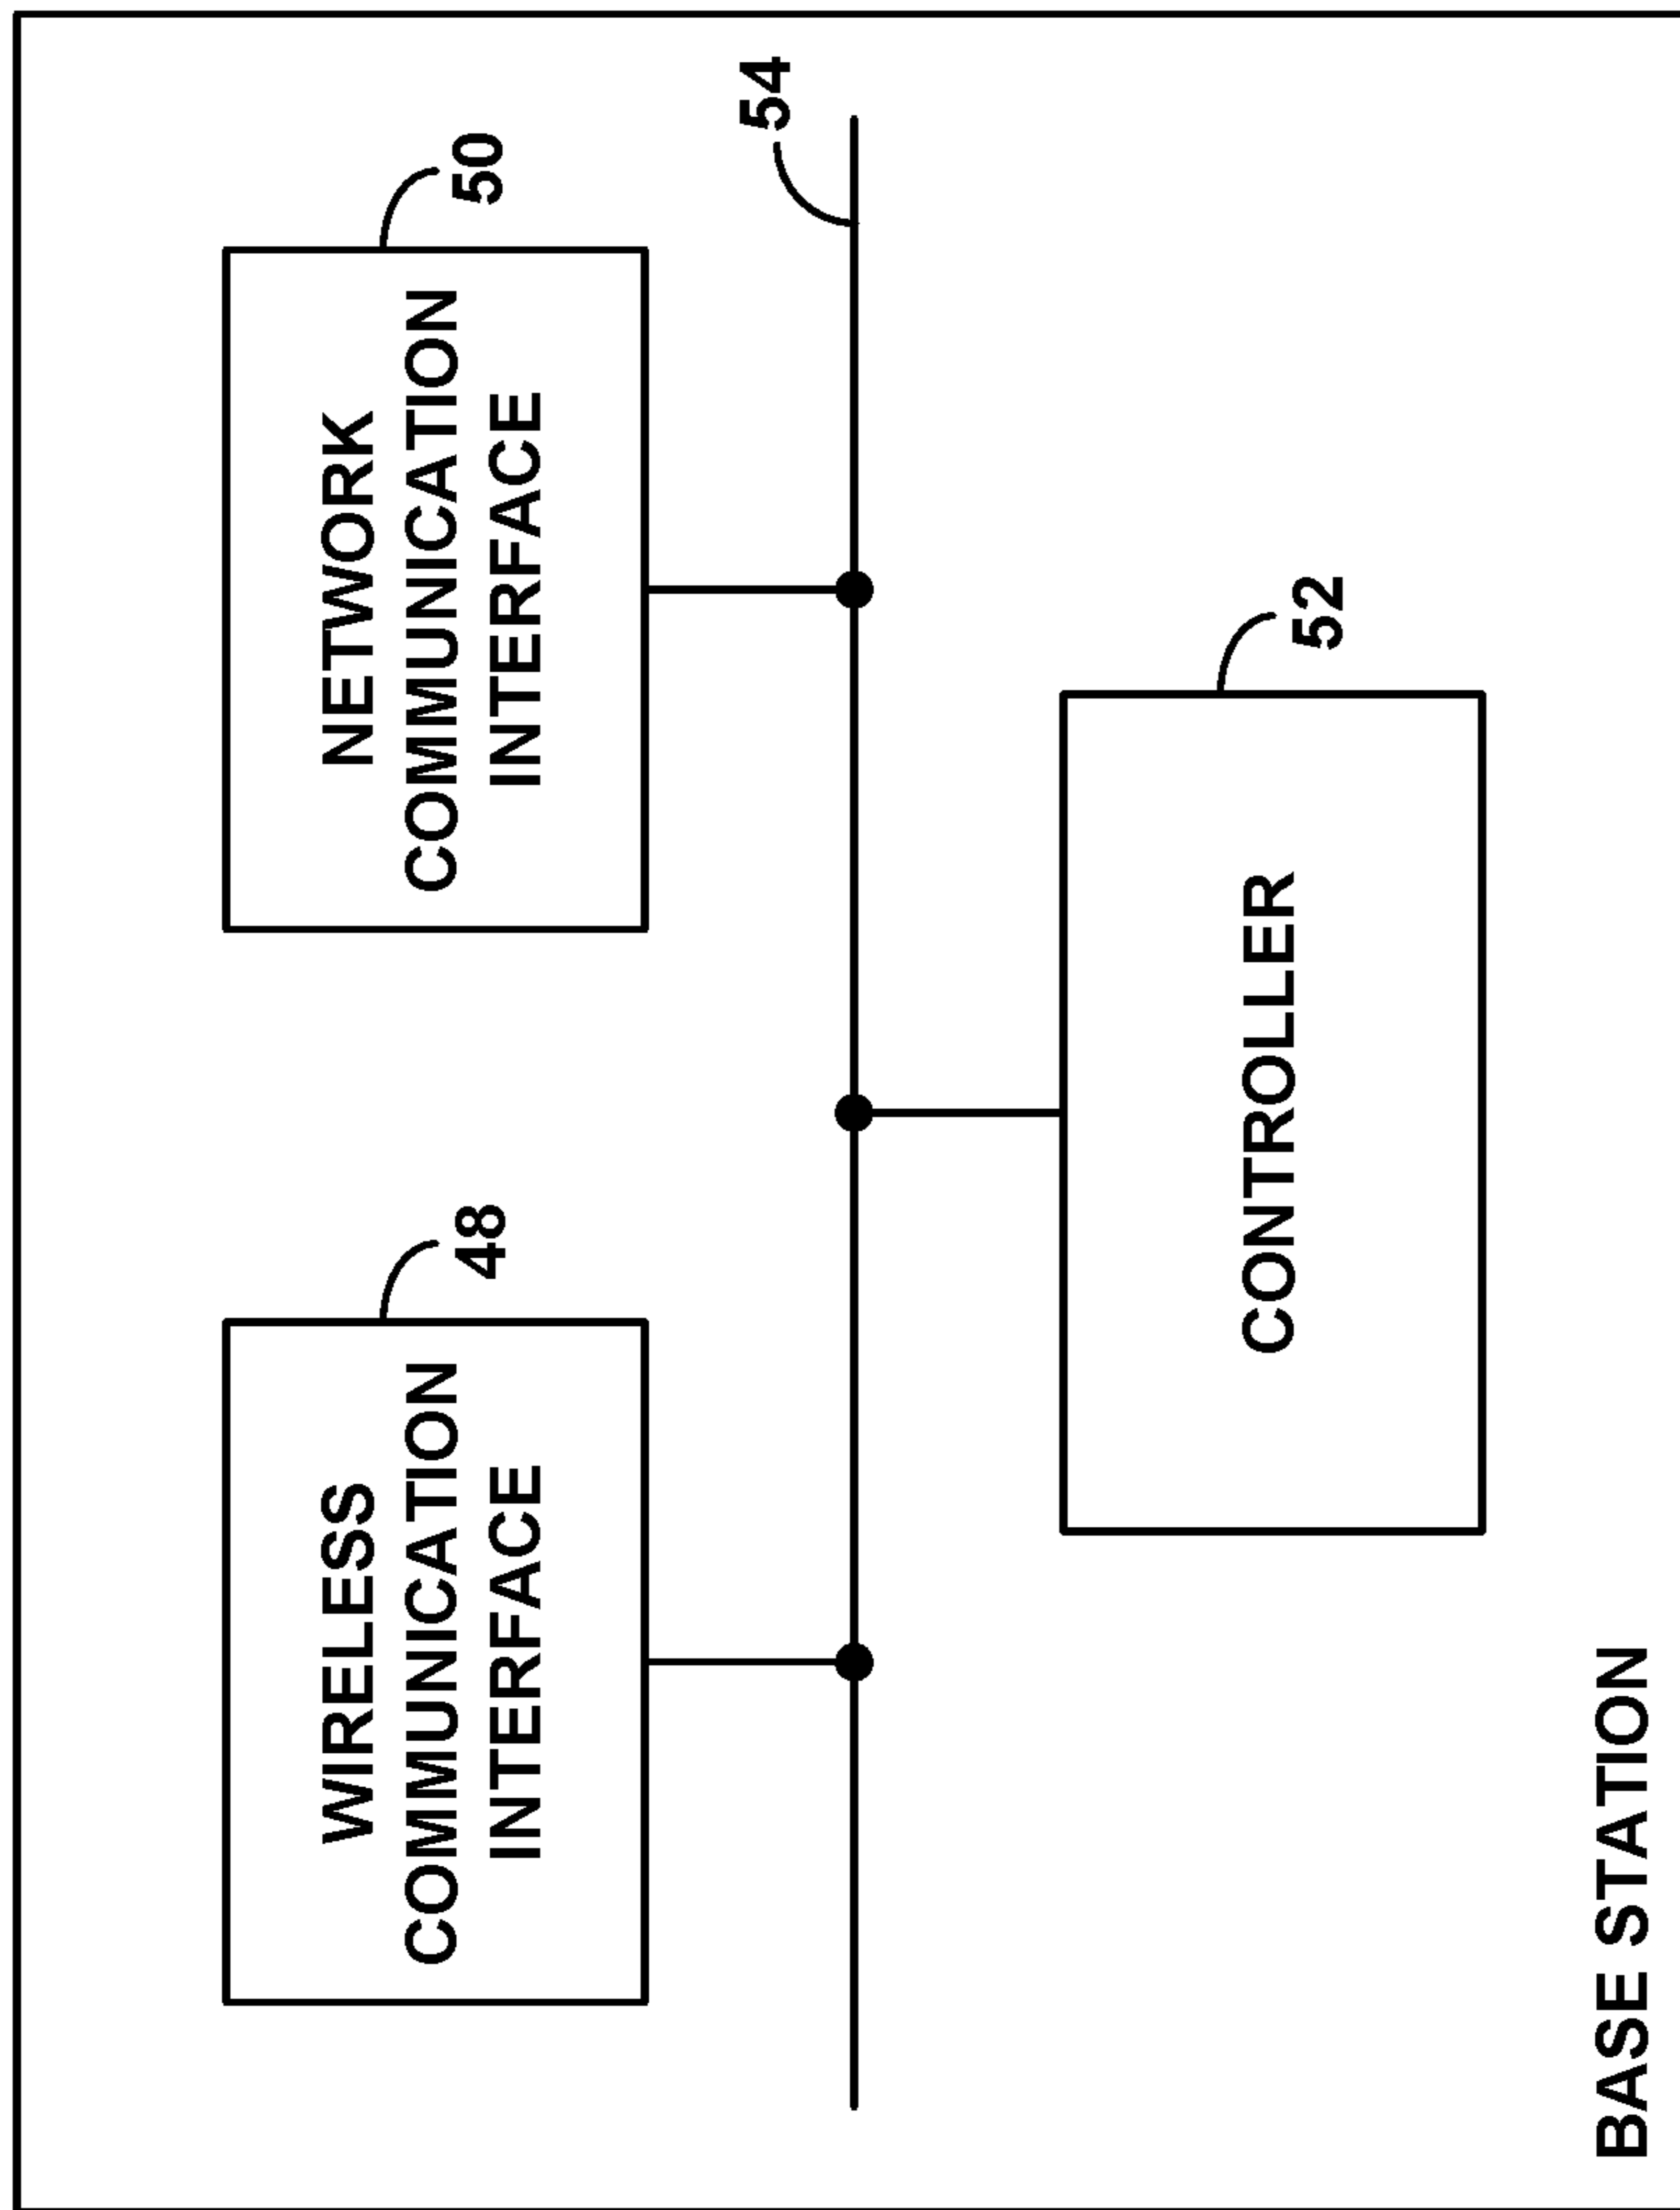 WIRELESS
COMMUNICATION
INTERFACE
48
NETWORK
COMMUNICATION
INTERFACE
50
54
CONTROLLER
52
BASE STATION